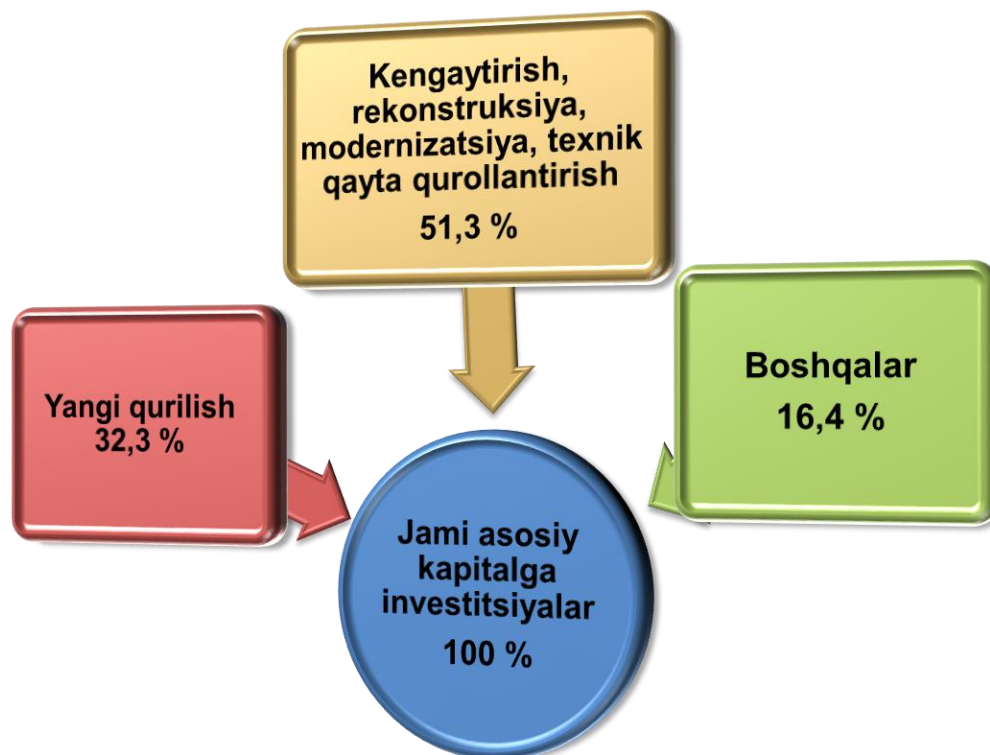 Kengaytirish,
rekonstruksiya,
modernizatsiya, texnik
qayta qurollantirish
51,3 %
Yangi qurilish
32,3 %
Boshqalar
16,4 %
Jami asosiy
kapitalga
investitsiyalar
100 %